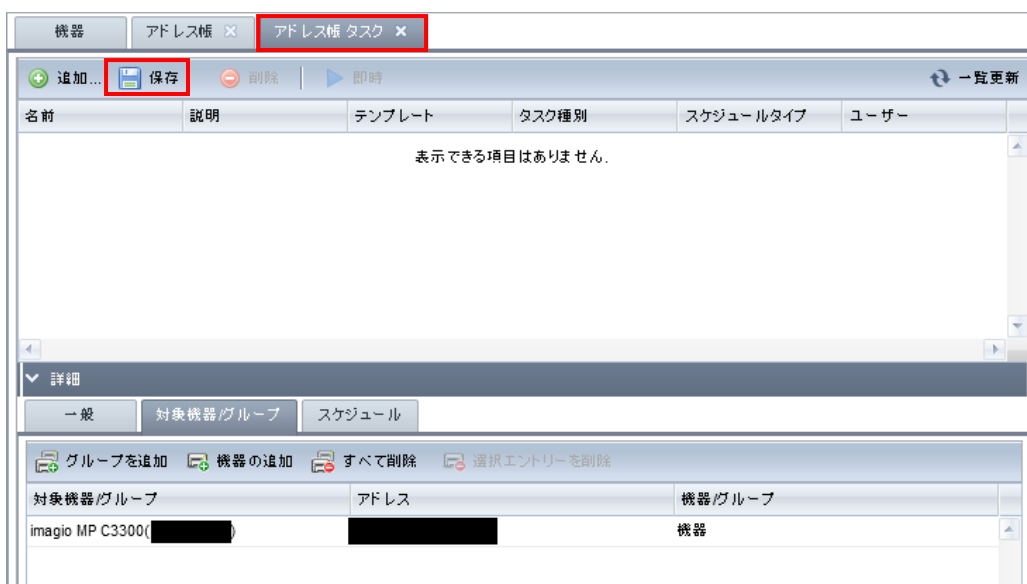 機器 アドレス帳 アドレス帳 タスク
追加... 保存 削除 即時 一覧更新
名前 説明 テンプレート タスク種別 スケジュールタイプ ユーザー
表示できる項目はありません.
詳細
一般 対象機器/グループ スケジュール
グループを追加 機器の追加 すべて削除 選択エントリーを削除
対象機器/グループ アドレス 機器/グループ
imagio MP C3300( ) 機器